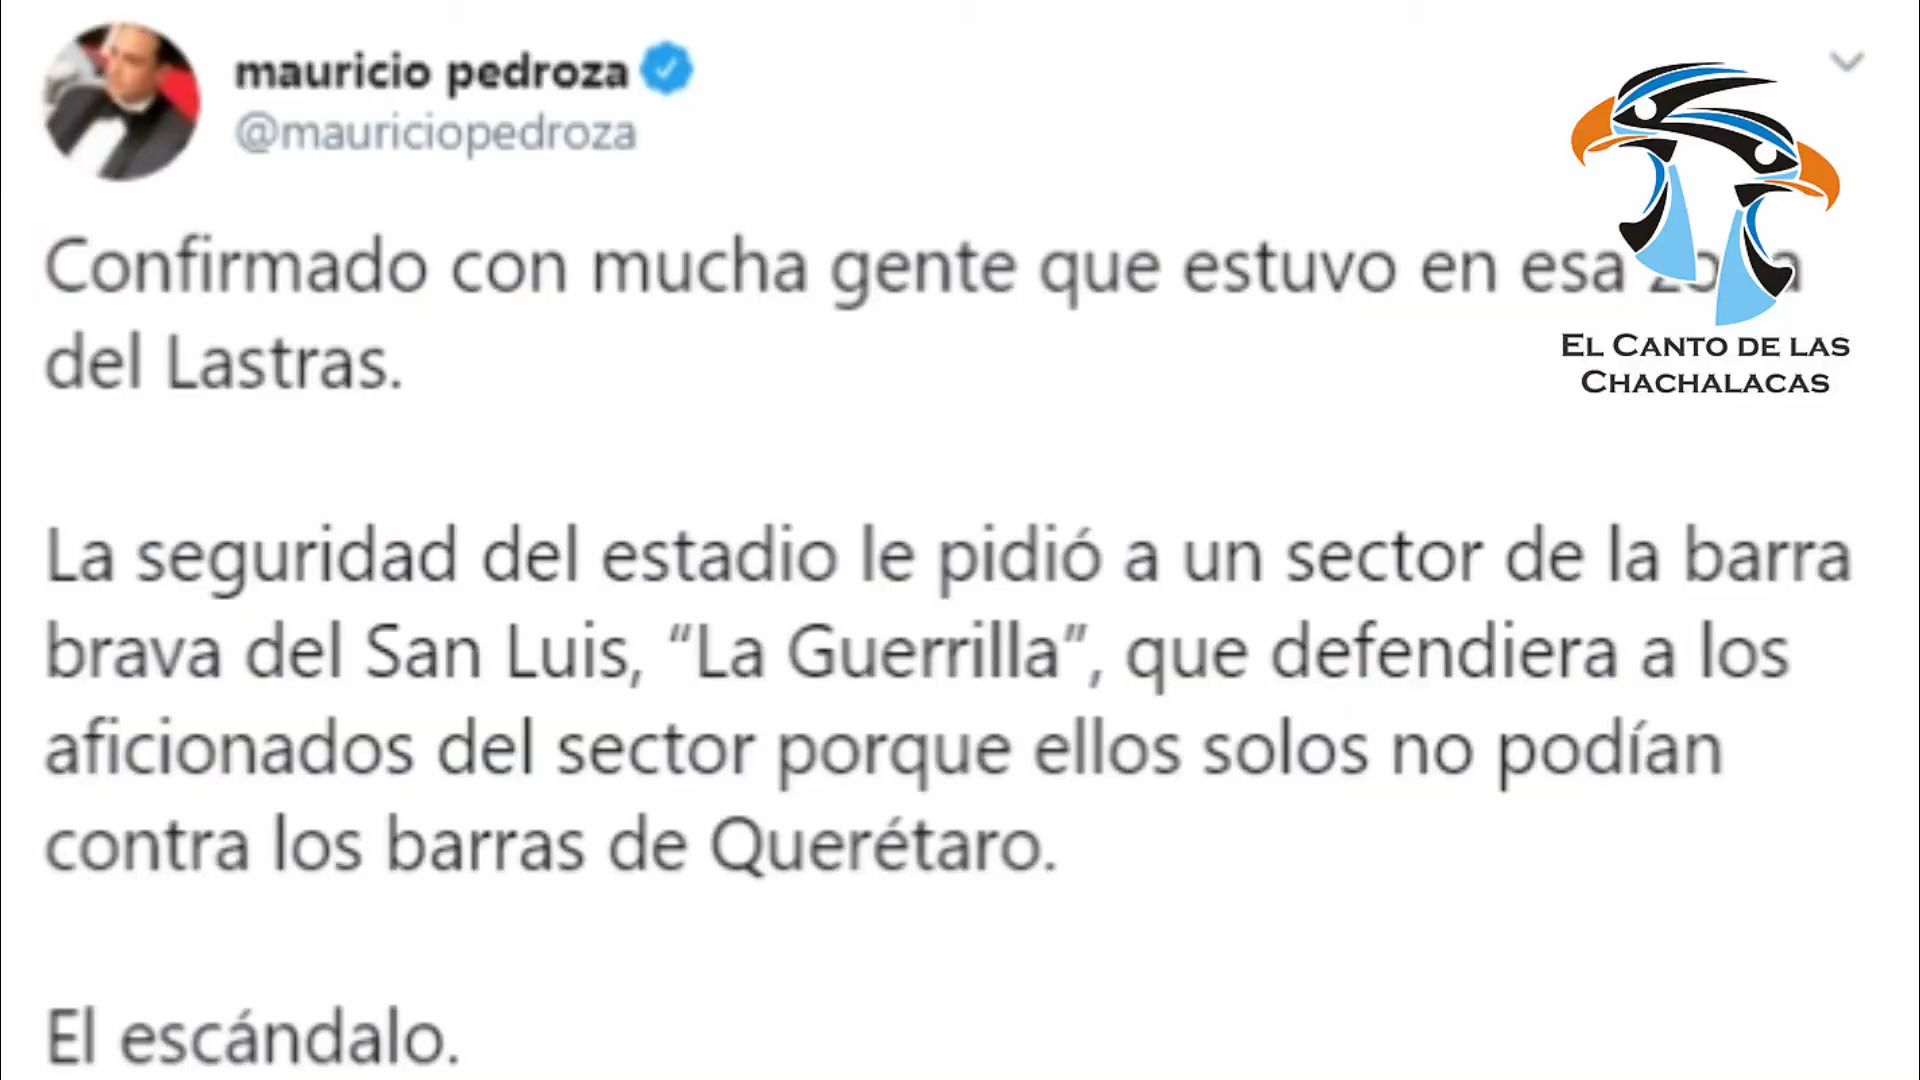 mauricio pedroza
@mauriciopedroza
Confirmado con mucha gente que estuvo en esa zona
del Lastras.
EL CANTO DE LAS
CHACHALACAS
La seguridad del estadio le pidió a un sector de la barra
brava del San Luis, “La Guerrilla”, que defendiera a los
aficionados del sector porque ellos solos no podían
contra los barras de Querétaro.
El escándalo.